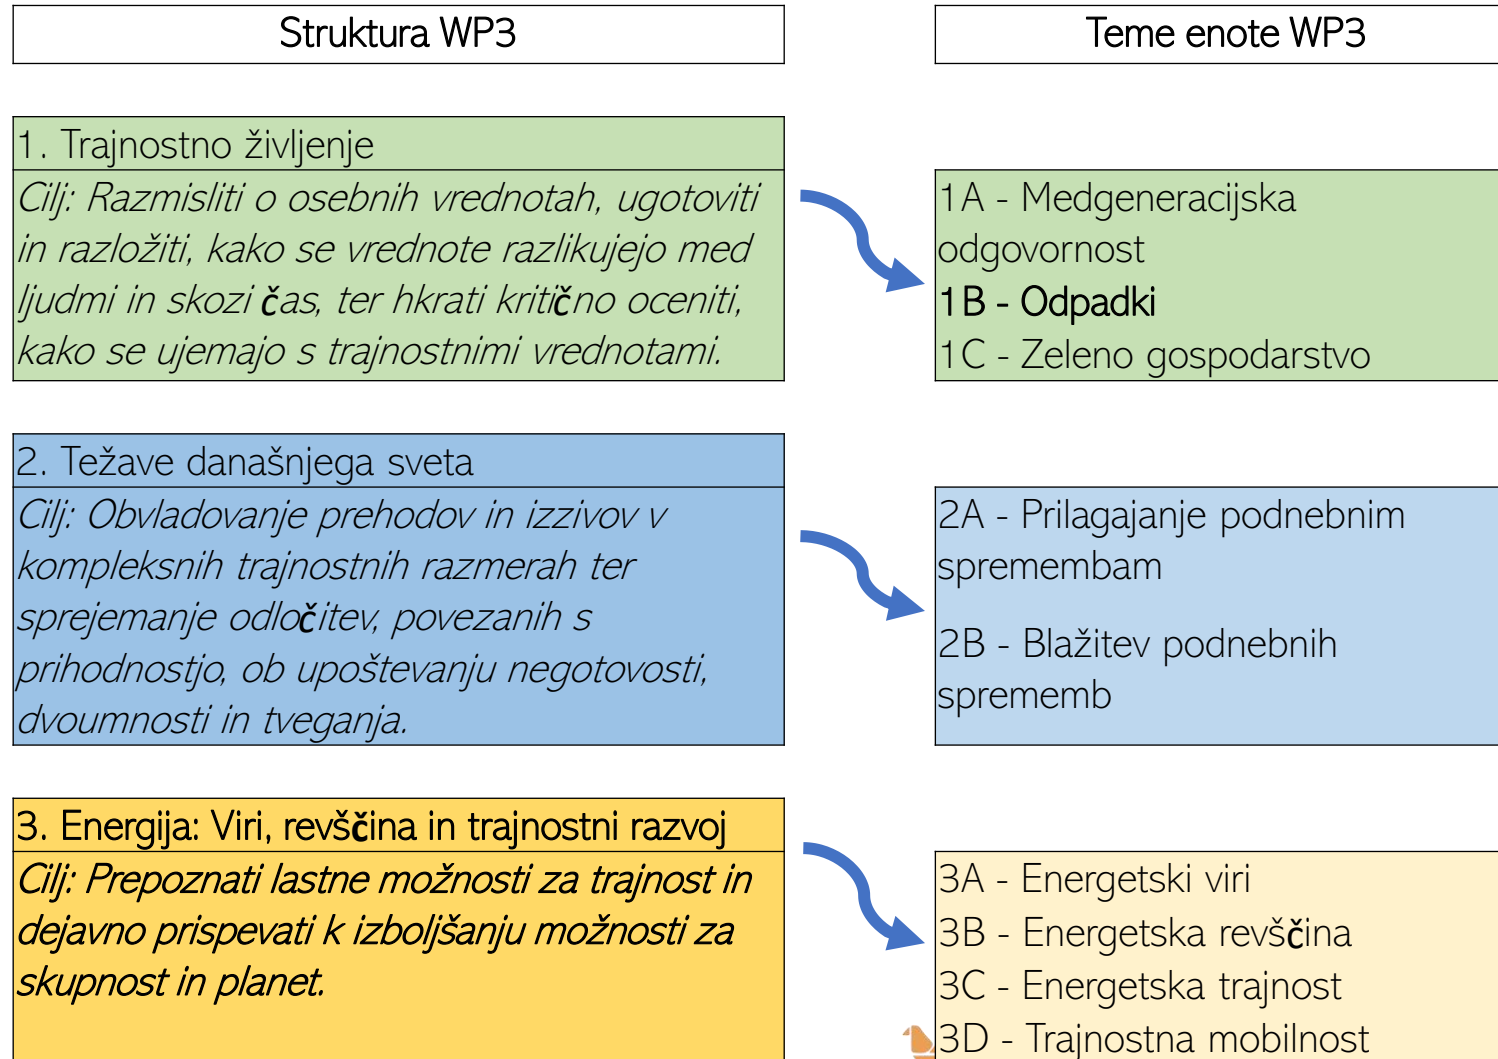 Struktura WP3
Teme enote WP3
1. Trajnostno življenje
Cilj: Razmisliti o osebnih vrednotah, ugotoviti
in razložiti, kako se vrednote razlikujejo med
ljudmi in skozi čas, ter hkrati kritično oceniti,
kako se ujemajo s trajnostnimi vrednotami.
1A - Medgeneracijska
odgovornost
1B - Odpadki
1C - Zeleno gospodarstvo
2. Težave današnjega sveta
Cilj: Obvladovanje prehodov in izzivov v
kompleksnih trajnostnih razmerah ter
sprejemanje odločitev, povezanih s
prihodnostjo, ob upoštevanju negotovosti,
dvoumnosti in tveganja.
2A - Prilagajanje podnebnim
spremembam
2B - Blažitev podnebnih
sprememb
3. Energija: Viri, revščina in trajnostni razvoj
Cilj: Prepoznati lastne možnosti za trajnost in
dejavno prispevati k izboljšanju možnosti za
skupnost in planet.
3A - Energetski viri
3B - Energetska revščina
3C - Energetska trajnost
3D - Trajnostna mobilnost